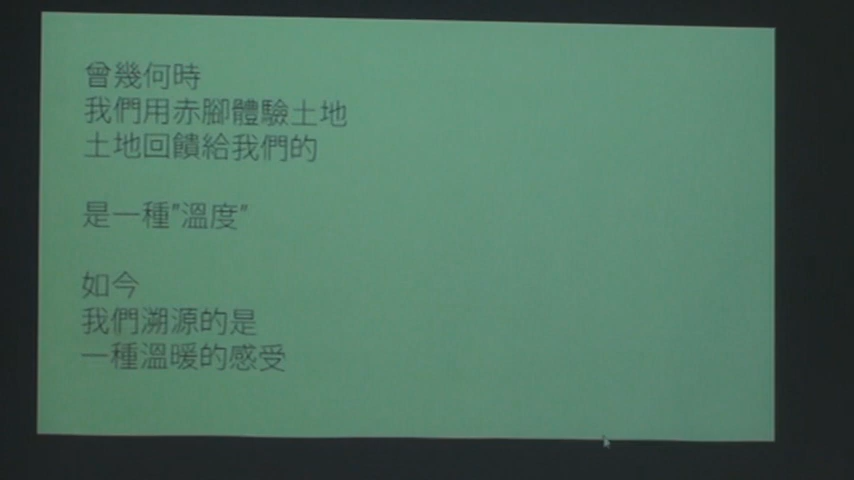 曾幾何時
我們用赤腳體驗土地
土地回饋給我們的
是一種"溫度"
如今
我們溯源的是
一種溫暖的感受